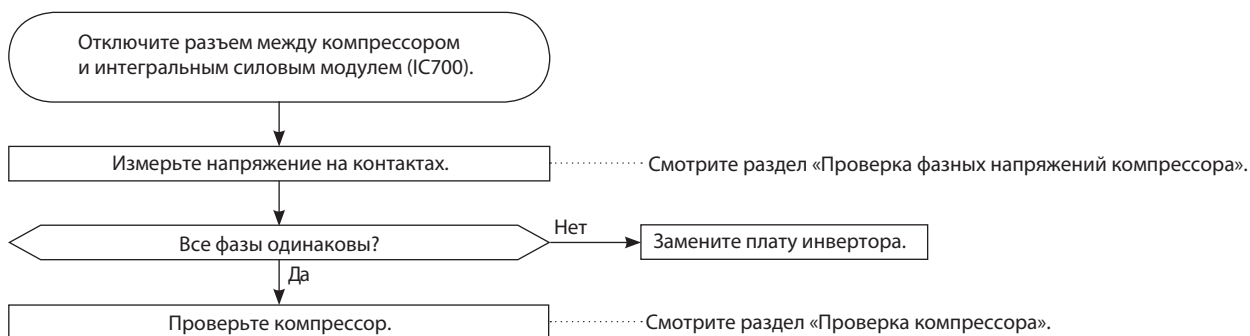 Отключите разъем между компрессором
и интегральным силовым модулем (IC700).
Измерьте напряжение на контактах.
Смотрите раздел «Проверка фазных напряжений компрессора».
Все фазы одинаковы?
Нет
Замените плату инвертора.
Да
Проверьте компрессор.
Смотрите раздел «Проверка компрессора».